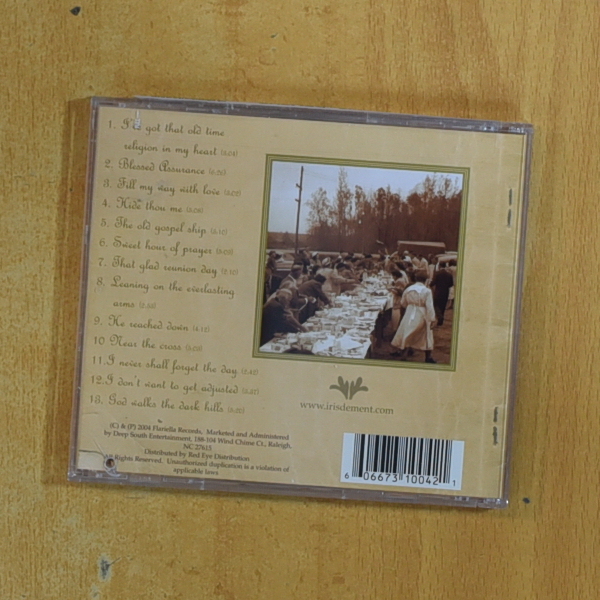 1. I've got that old time
religion in my heart
2. Blessed Assurance
3. Fill my way with love
4. Hide thou me
5. The old gospel ship
6. Sweet hour of prayer
7. That glad reunion day
8. Leaning on the everlasting
arms
9. He reached down
10 Near the cross
11. I never shall forget the day
12. I don't want to get adjusted
13. God walks the dark hills
www.irisdement.com
(C) & (P) 2004 Flariella Records, Marketed and Administered
by Deep South Entertainment, 188-104 Wind Chime Ct., Raleigh,
NC 27615
Distributed by Red Eye Distribution
All Rights Reserved. Unauthorized duplication is a violation of
applicable laws
6 06673 10042 1